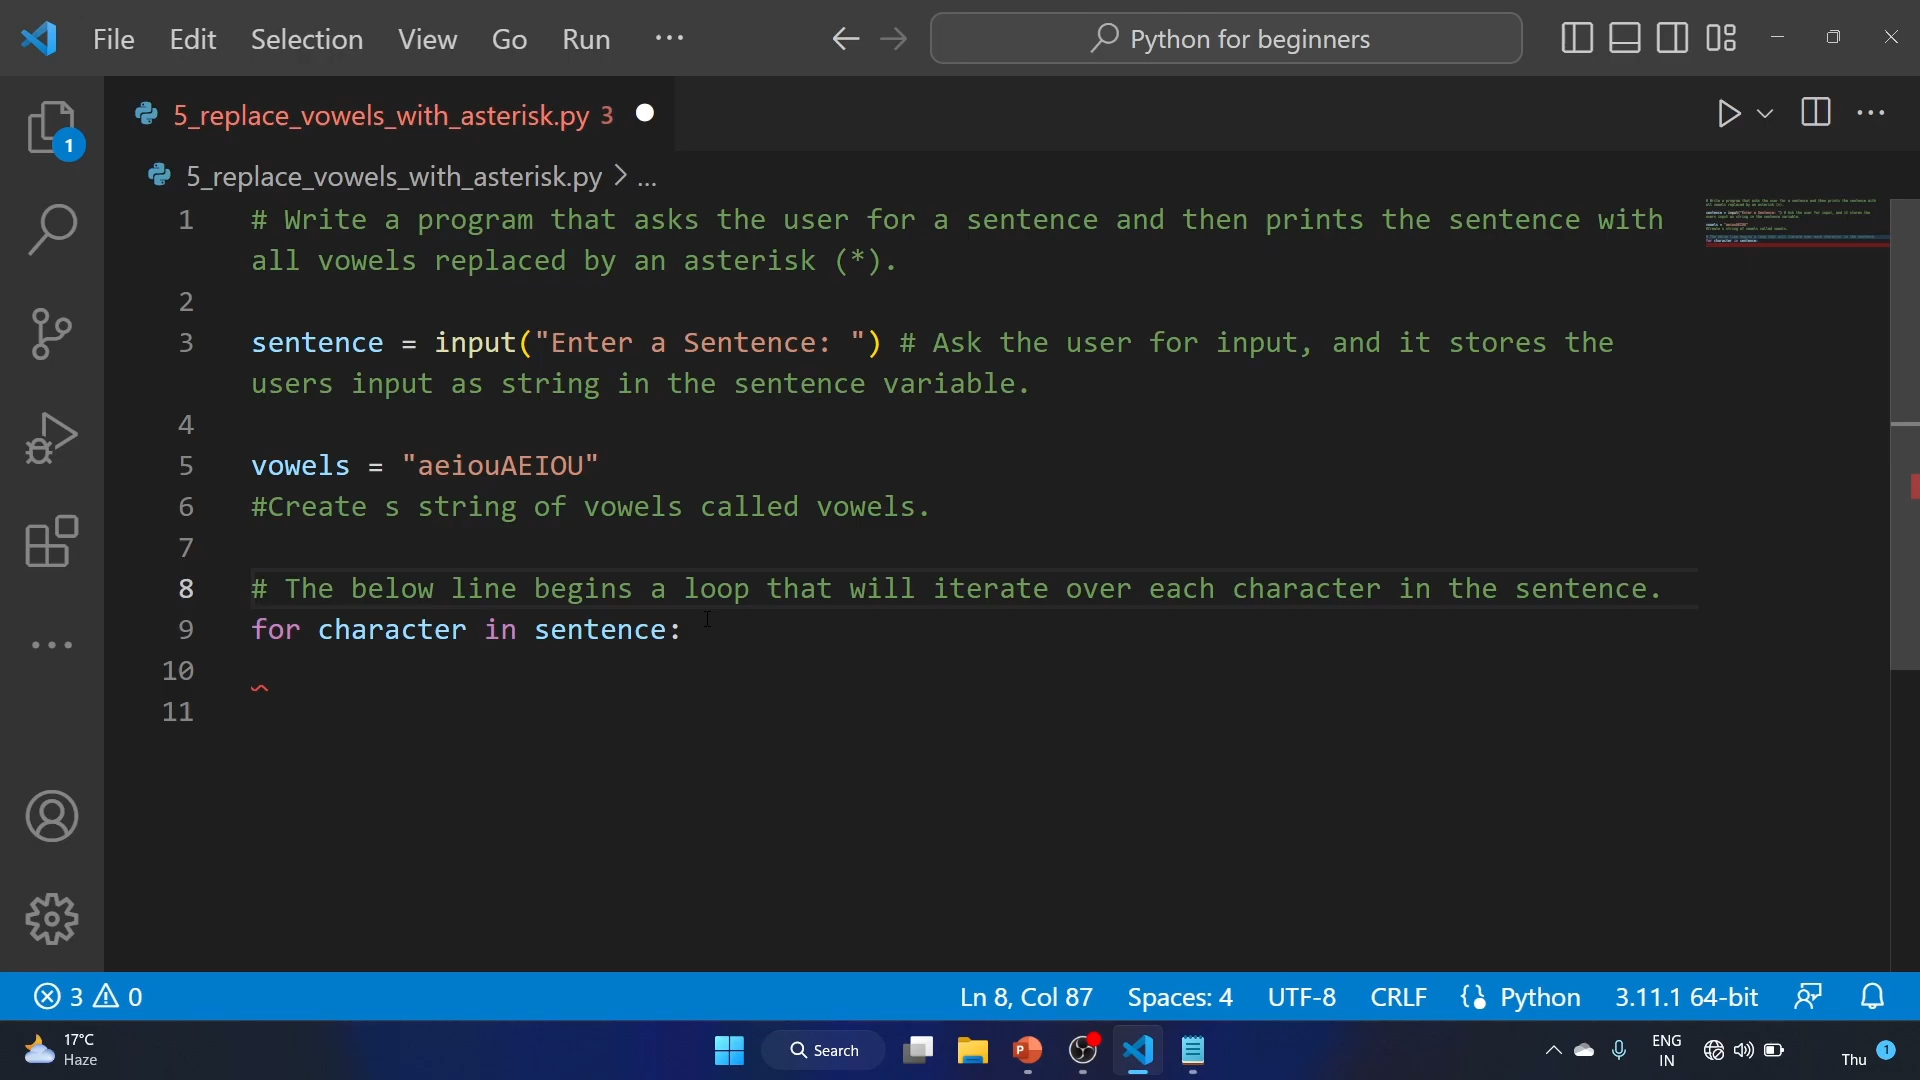 File Edit Selection View Go Run ··· Python for beginners
5_replace_vowels_with_asterisk.py 3
1
5_replace_vowels_with_asterisk.py > ...
1 # Write a program that asks the user for a sentence and then prints the sentence with
all vowels replaced by an asterisk (*).
2
3 sentence = input("Enter a Sentence: ") # Ask the user for input, and it stores the
users input as string in the sentence variable.
4
5 vowels = "aeiouAEIOU"
6 #Create s string of vowels called vowels.
7
8 # The below line begins a loop that will iterate over each character in the sentence.
9 for character in sentence:
10
11
3 0 Ln 8, Col 87 Spaces: 4 UTF-8 CRLF {} Python 3.11.1 64-bit
17°C
Haze
Search
ENG
IN
Thu 1